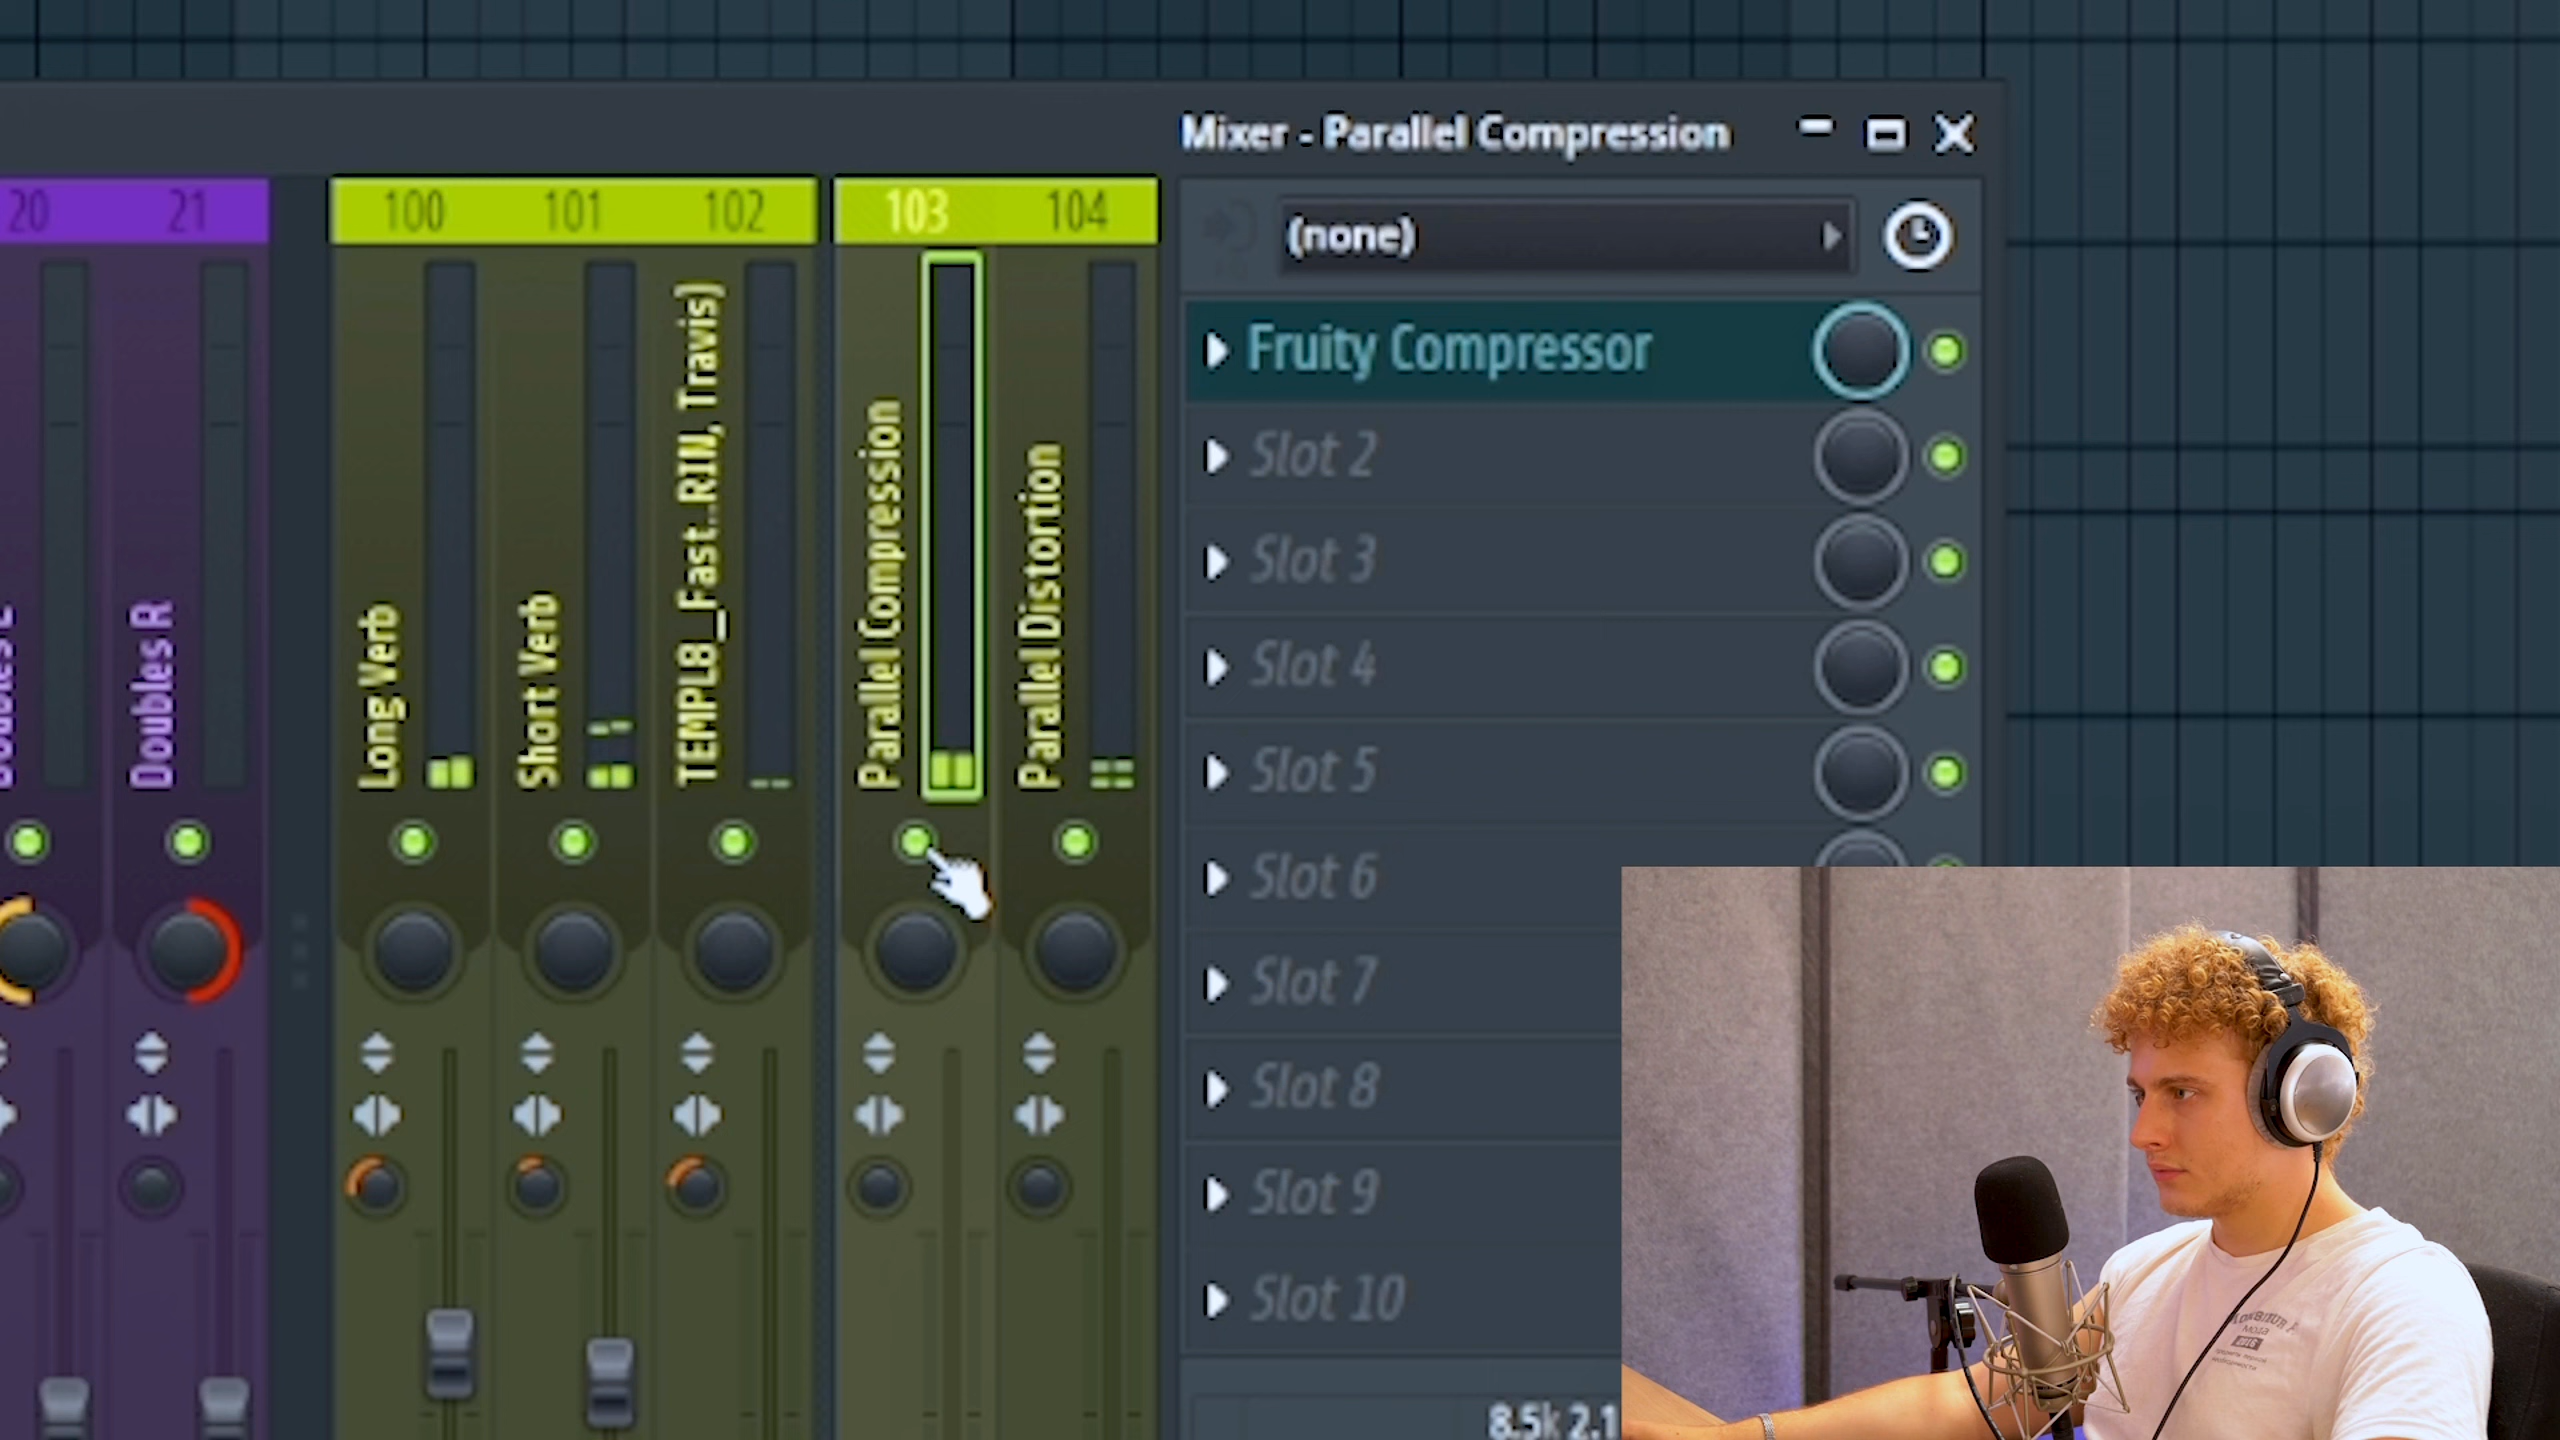 Mixer - Parallel Compression
20 21 100 101 102 103 104
(none)
Fruity Compressor
Slot 2
Slot 3
Slot 4
Slot 5
Slot 6
Slot 7
Slot 8
Slot 9
Slot 10
8.5k 2.1
Doubles R
Long Verb
Short Verb
TEMPLB_Fast..RIN, Travis)
Parallel Compression
Parallel Distortion